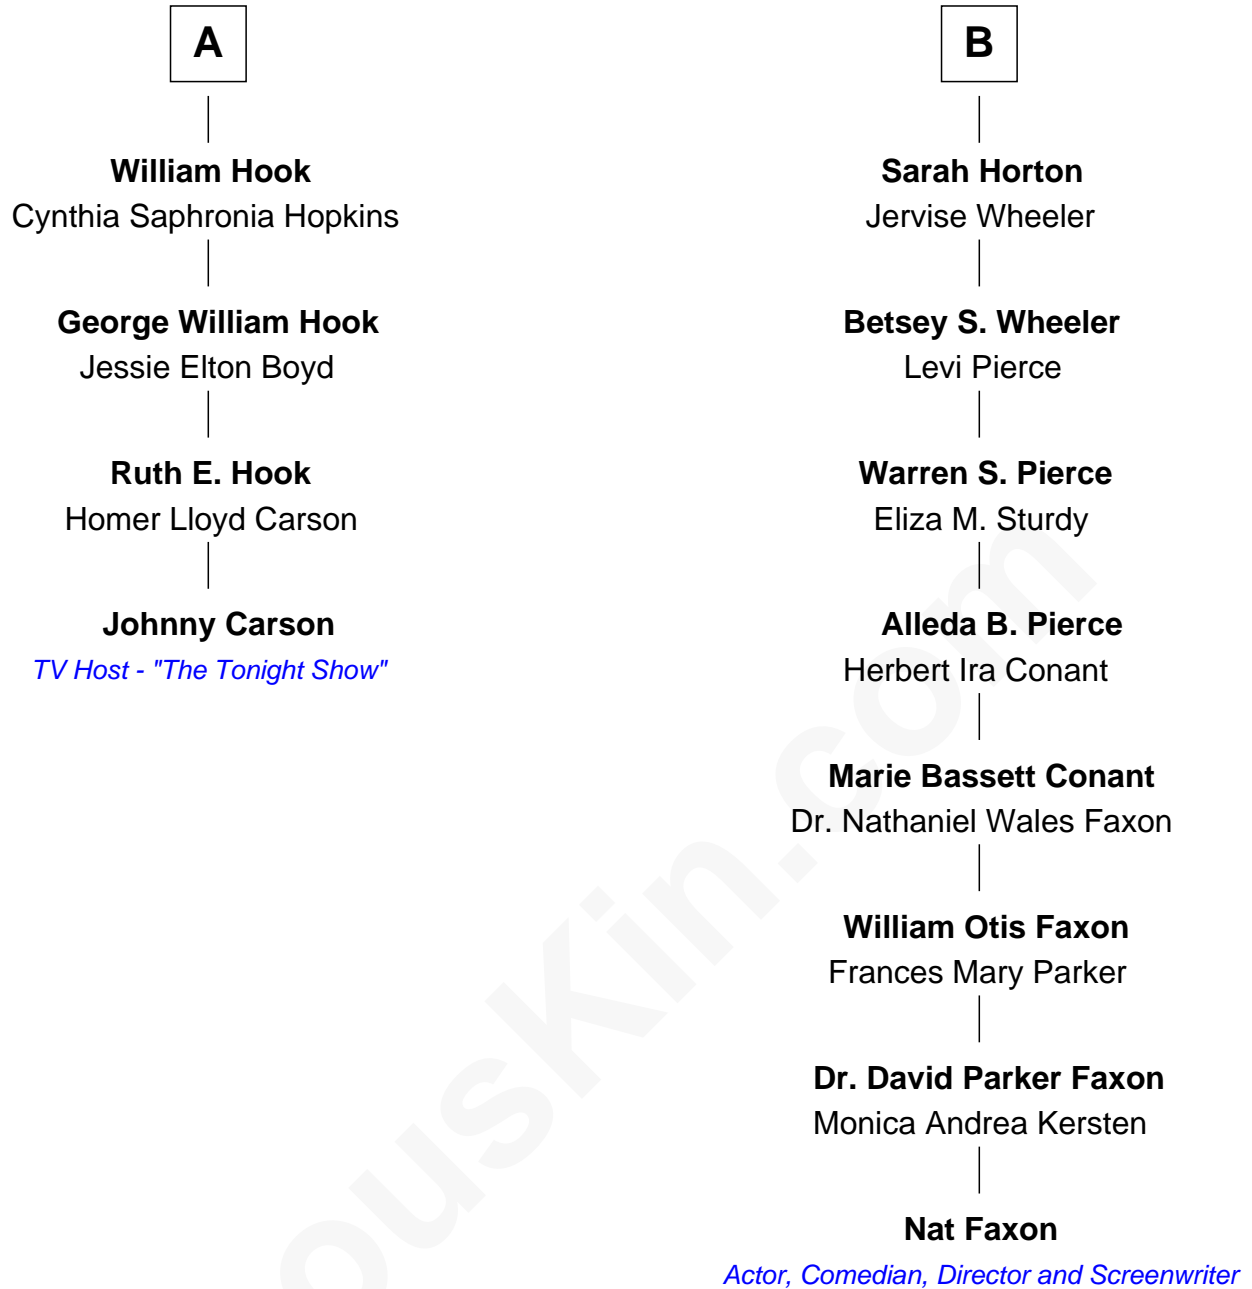 A
William Hook
Cynthia Saphronia Hopkins
George William Hook
Jessie Elton Boyd
Ruth E. Hook
Homer Lloyd Carson
Johnny Carson
TV Host - "The Tonight Show"
B
Sarah Horton
Jervise Wheeler
Betsey S. Wheeler
Levi Pierce
Warren S. Pierce
Eliza M. Sturdy
Alleda B. Pierce
Herbert Ira Conant
Marie Bassett Conant
Dr. Nathaniel Wales Faxon
William Otis Faxon
Frances Mary Parker
Dr. David Parker Faxon
Monica Andrea Kersten
Nat Faxon
Actor, Comedian, Director and Screenwriter
ousKin.com